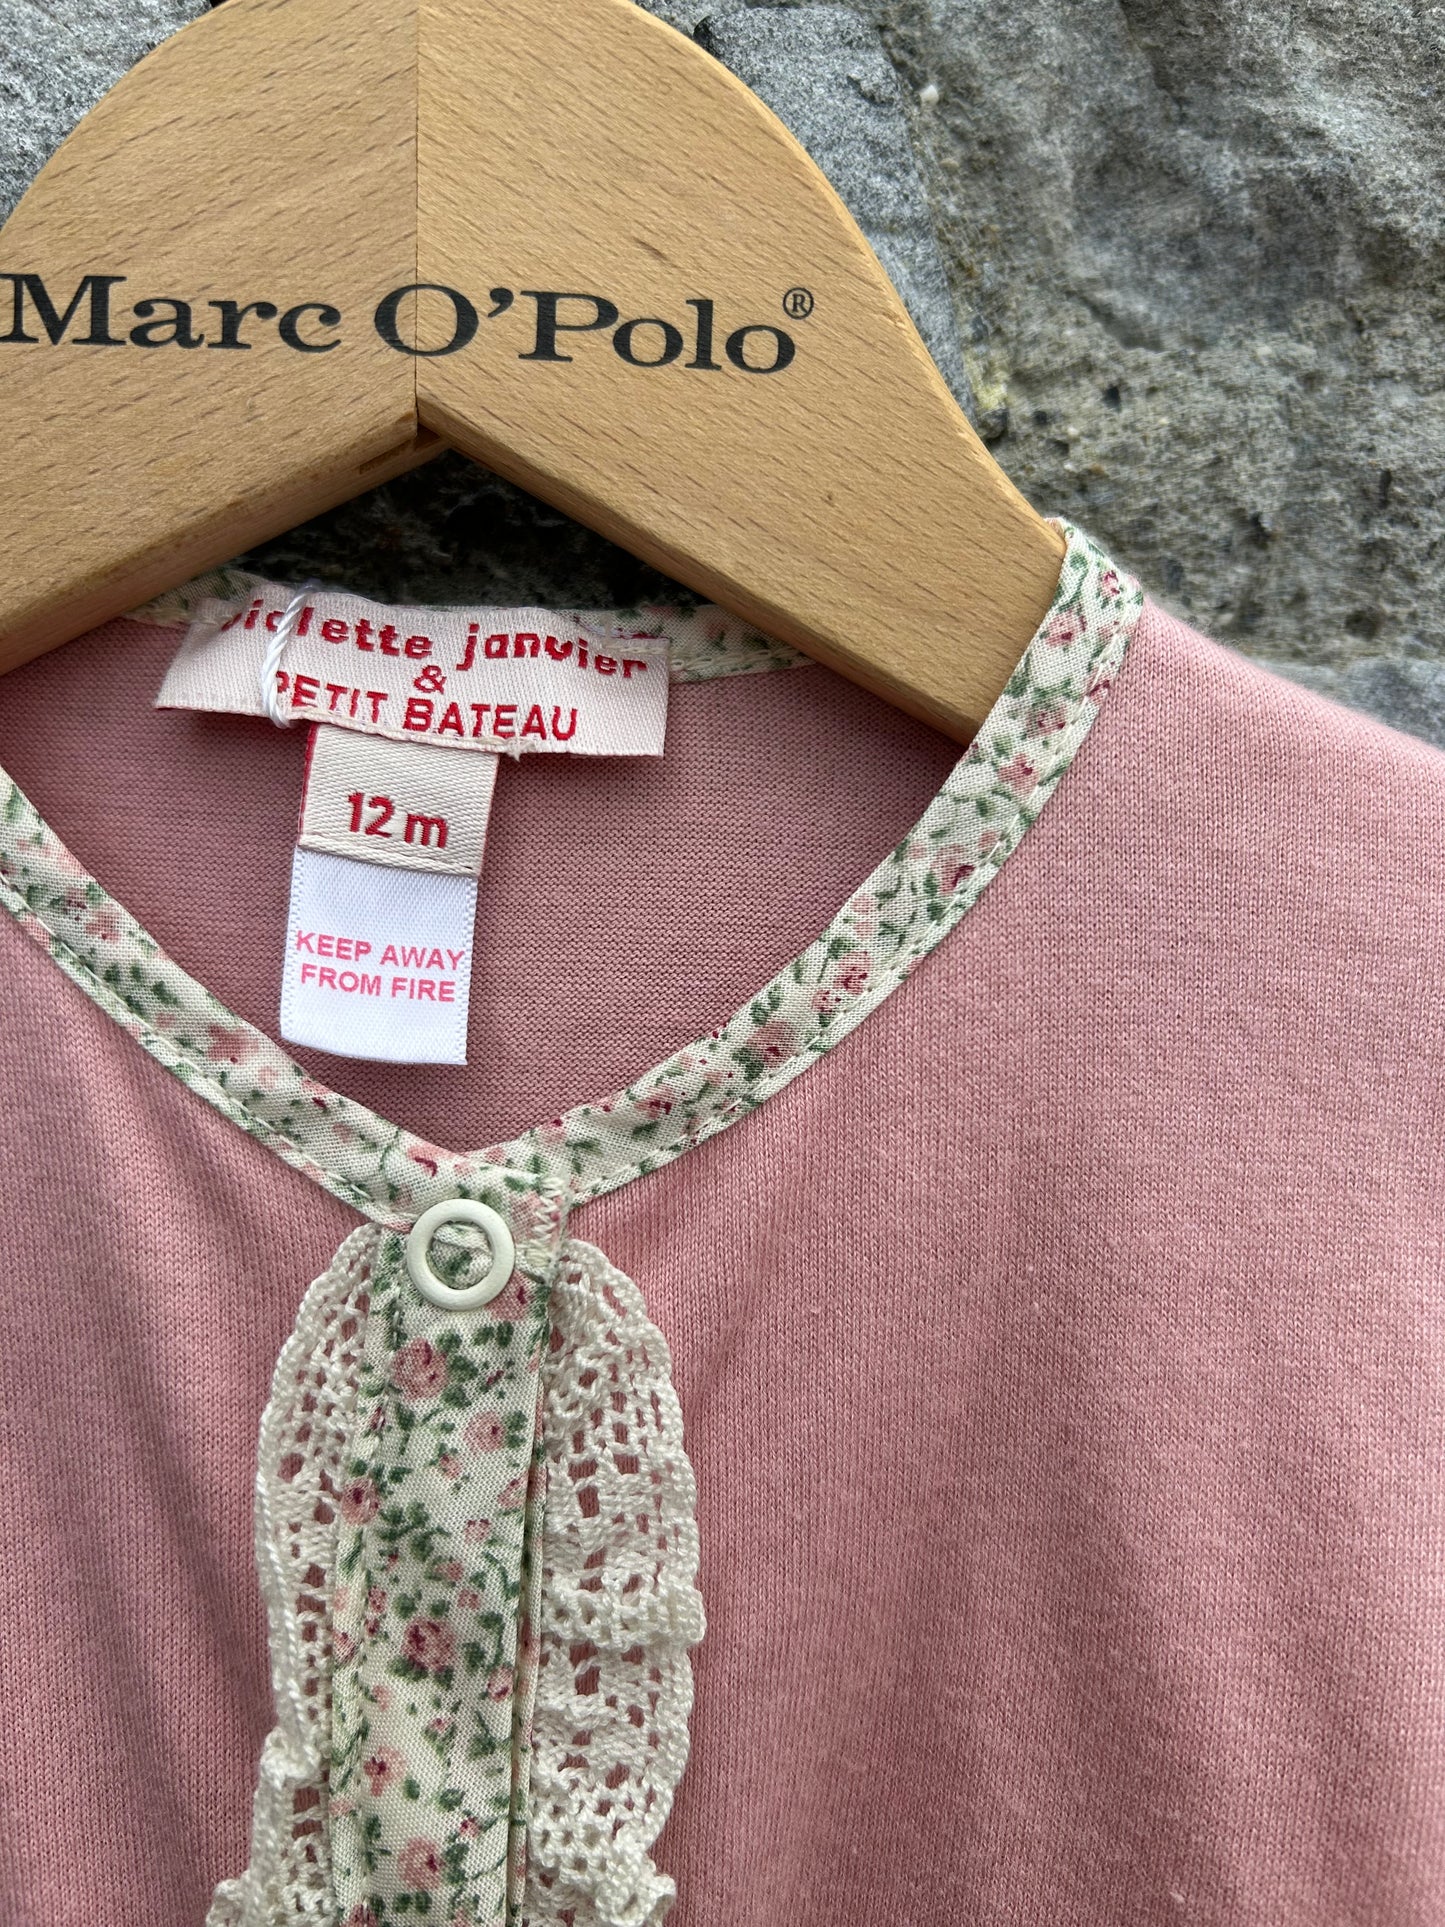 Marc O'Polo®
violette janvier
&
PETIT BATEAU
12 m
KEEP AWAY
FROM FIRE